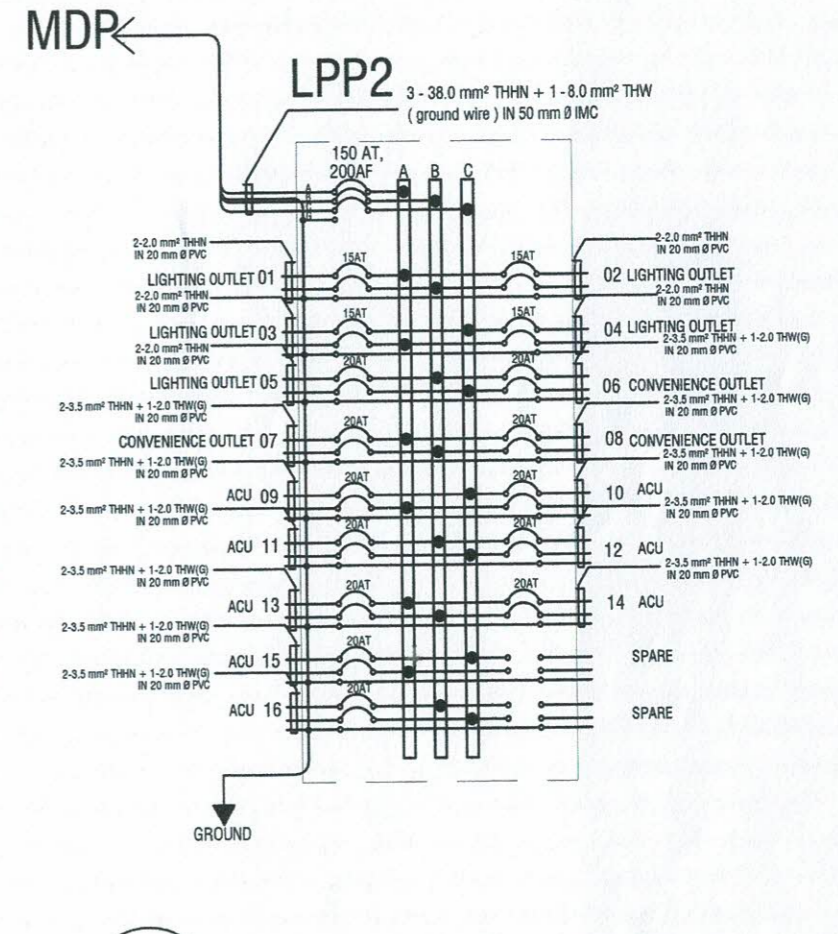 MDP
LPP2
3 - 38.0 mm² THHN + 1 - 8.0 mm² THW
( ground wire ) IN 50 mm Ø IMC
150 AT,
200AF
A B C
2-2.0 mm² THHN
IN 20 mm Ø PVC
15AT
15AT
2-2.0 mm² THHN
IN 20 mm Ø PVC
LIGHTING OUTLET 01
02 LIGHTING OUTLET
2-2.0 mm² THHN
IN 20 mm Ø PVC
15AT
15AT
2-2.0 mm² THHN
IN 20 mm Ø PVC
LIGHTING OUTLET 03
04 LIGHTING OUTLET
2-2.0 mm² THHN
IN 20 mm Ø PVC
20AT
20AT
2-3.5 mm² THHN + 1-2.0 THW(G)
IN 20 mm Ø PVC
LIGHTING OUTLET 05
06 CONVENIENCE OUTLET
2-3.5 mm² THHN + 1-2.0 THW(G)
IN 20 mm Ø PVC
20AT
20AT
2-3.5 mm² THHN + 1-2.0 THW(G)
IN 20 mm Ø PVC
CONVENIENCE OUTLET 07
08 CONVENIENCE OUTLET
2-3.5 mm² THHN + 1-2.0 THW(G)
IN 20 mm Ø PVC
20AT
20AT
2-3.5 mm² THHN + 1-2.0 THW(G)
IN 20 mm Ø PVC
ACU 09
10 ACU
2-3.5 mm² THHN + 1-2.0 THW(G)
IN 20 mm Ø PVC
20AT
20AT
2-3.5 mm² THHN + 1-2.0 THW(G)
IN 20 mm Ø PVC
ACU 11
12 ACU
2-3.5 mm² THHN + 1-2.0 THW(G)
IN 20 mm Ø PVC
20AT
20AT
2-3.5 mm² THHN + 1-2.0 THW(G)
IN 20 mm Ø PVC
ACU 13
14 ACU
2-3.5 mm² THHN + 1-2.0 THW(G)
IN 20 mm Ø PVC
20AT
ACU 15
SPARE
2-3.5 mm² THHN + 1-2.0 THW(G)
IN 20 mm Ø PVC
20AT
ACU 16
SPARE
GROUND